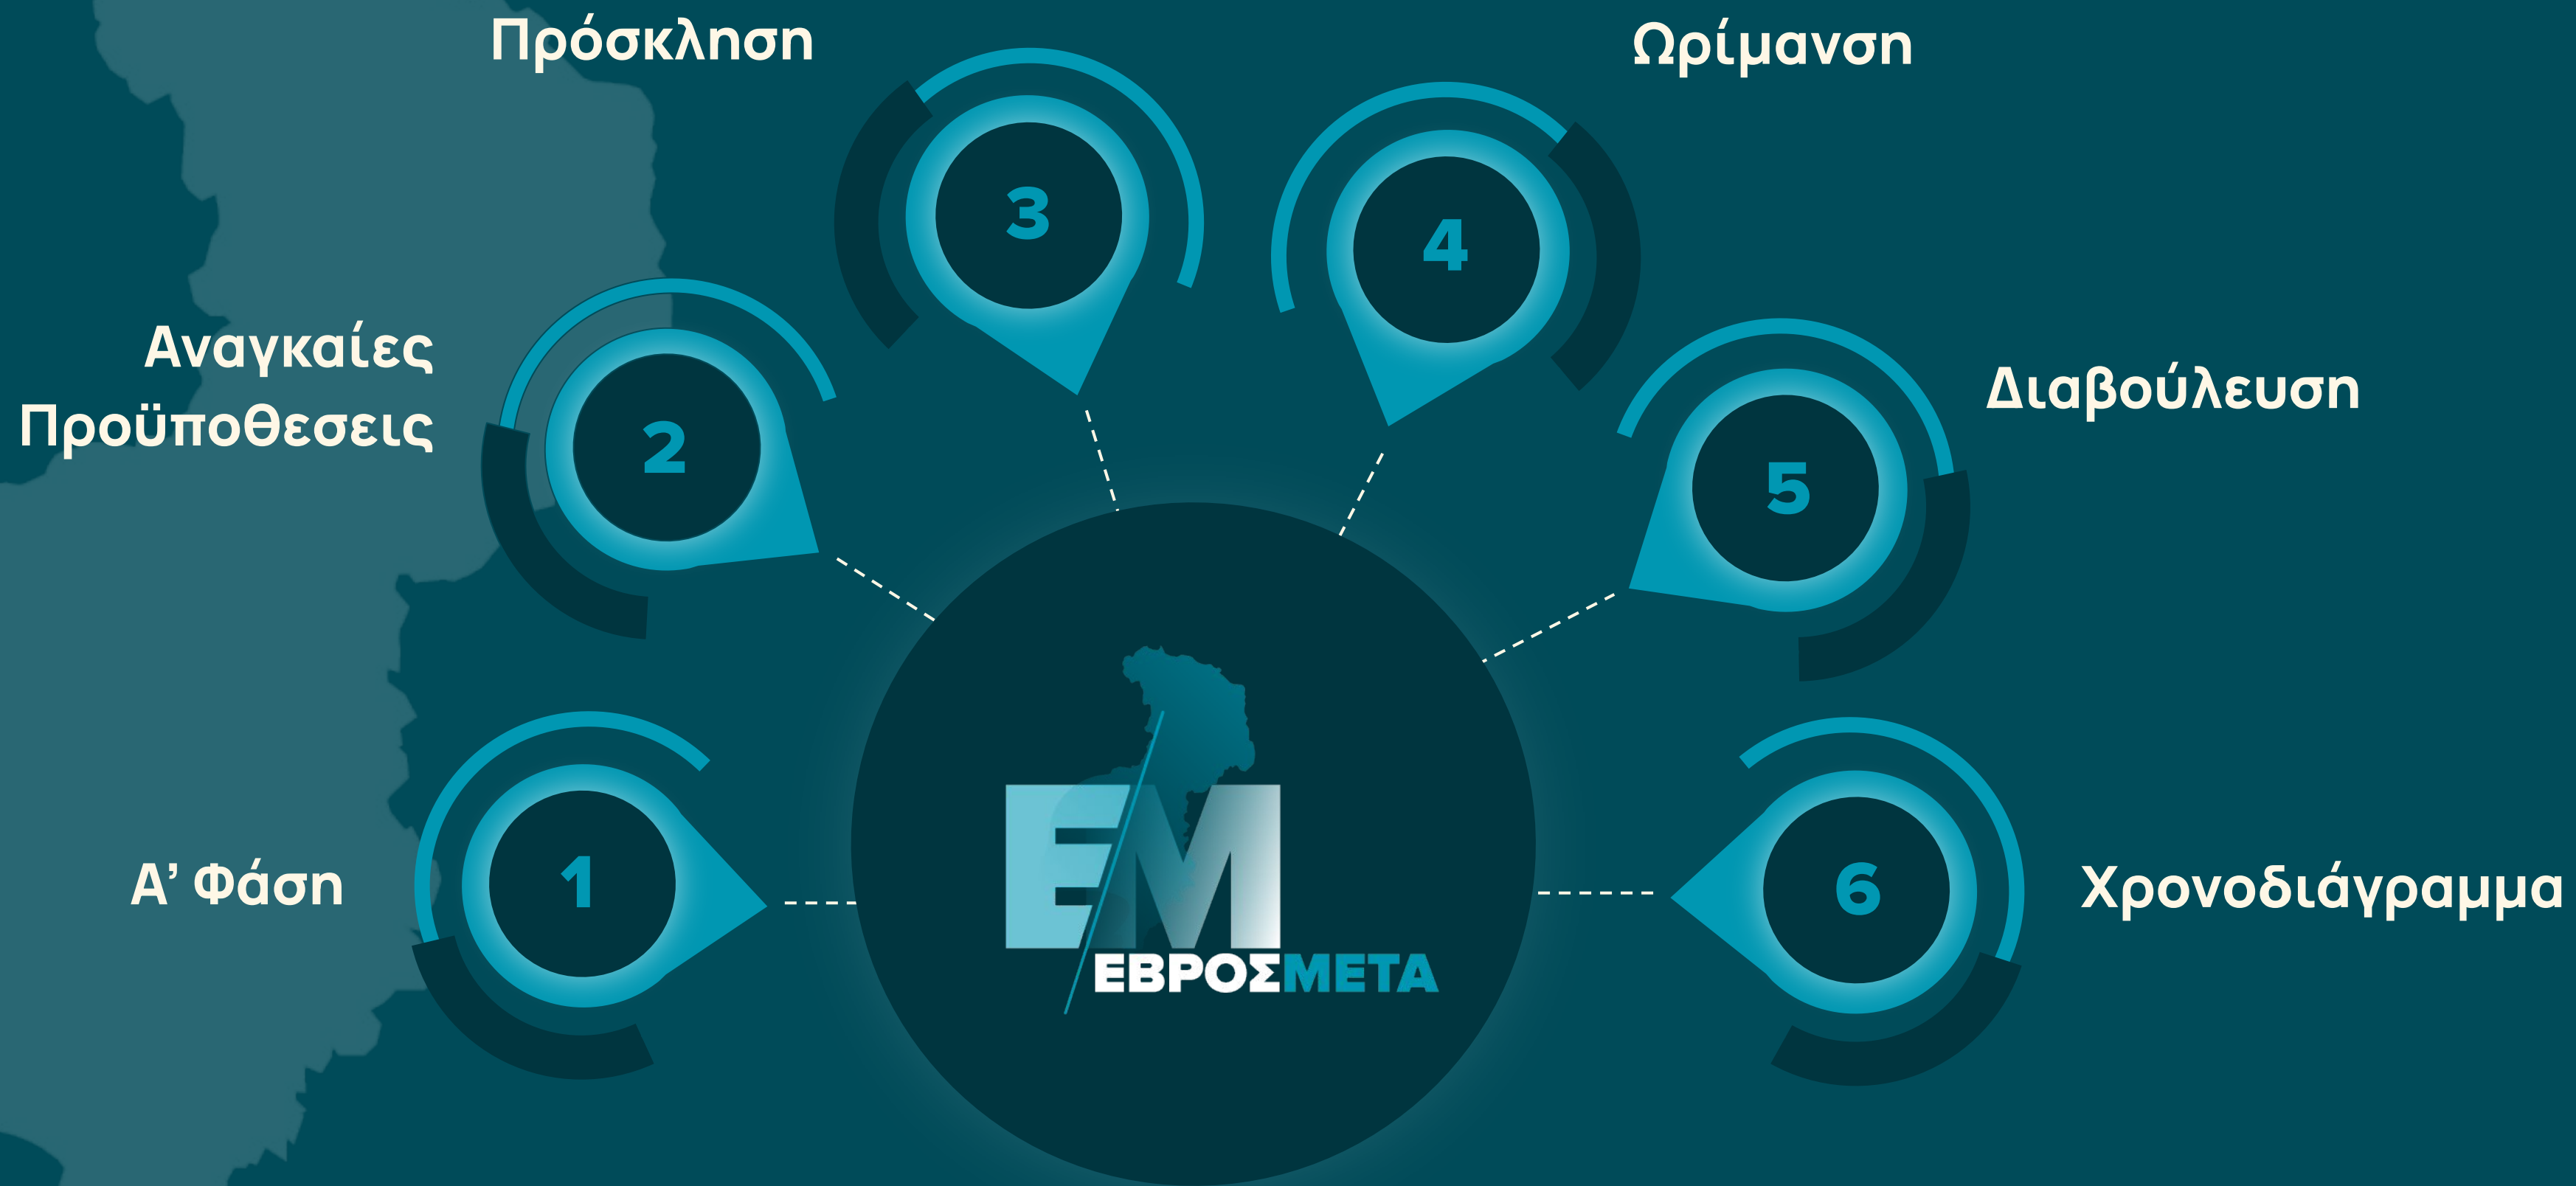 Πρόσκληση
Ωρίμανση
3
4
Αναγκαίες
Προϋποθεσεις
2
5
Διαβούλευση
Α’ Φάση
1
6
Χρονοδιάγραμμα
ΕΜ
ΕΒΡΟΣΜΕΤΑ